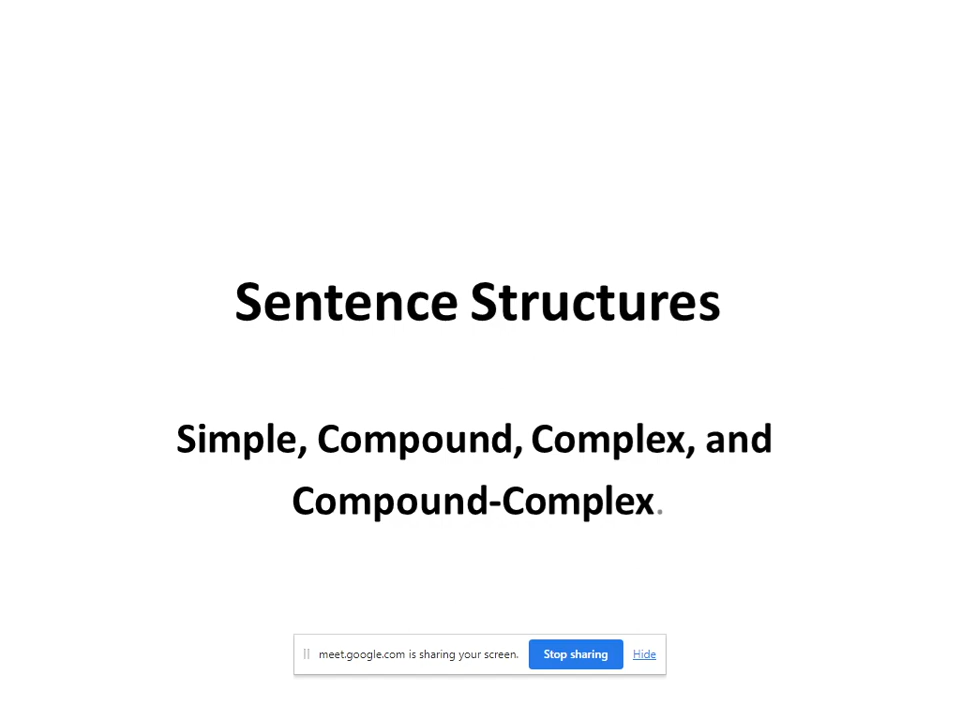 Sentence Structures
Simple, Compound, Complex, and
Compound-Complex.
meet.google.com is sharing your screen. Stop sharing Hide